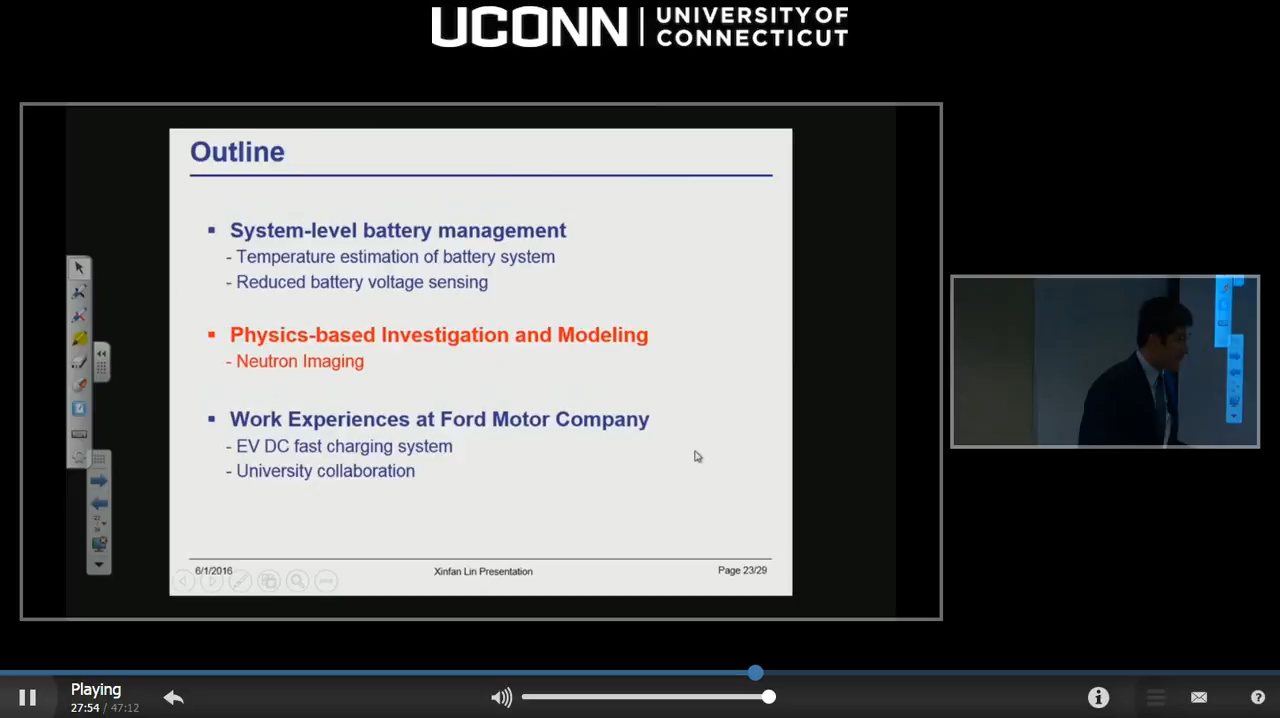 UCONN UNIVERSITY OF CONNECTICUT
Outline
▪ System-level battery management
- Temperature estimation of battery system
- Reduced battery voltage sensing
▪ Physics-based Investigation and Modeling
- Neutron Imaging
▪ Work Experiences at Ford Motor Company
- EV DC fast charging system
- University collaboration
6/1/2016 Xinfan Lin Presentation Page 23/29
Playing
27:54 / 47:12